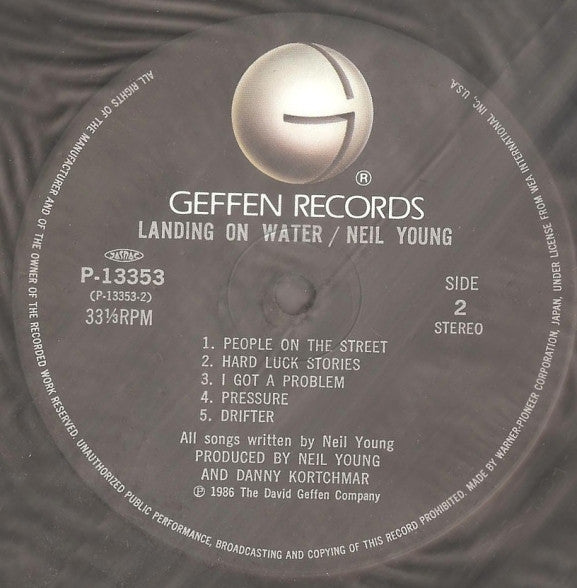 G
®
GEFFEN RECORDS
LANDING ON WATER / NEIL YOUNG
P-13353
(P-13353-2)
33⅓RPM
SIDE
2
STEREO
1. PEOPLE ON THE STREET
2. HARD LUCK STORIES
3. I GOT A PROBLEM
4. PRESSURE
5. DRIFTER
All songs written by Neil Young
PRODUCED BY NEIL YOUNG
AND DANNY KORTCHMAR
℗ 1986 The David Geffen Company
ALL RIGHTS OF THE MANUFACTURER AND OF THE OWNER OF THE RECORDED WORK RESERVED. UNAUTHORIZED PUBLIC PERFORMANCE, BROADCASTING AND COPYING OF THIS RECORD PROHIBITED. MADE BY WARNER-PIONEER CORPORATION, JAPAN, UNDER LICENSE FROM WEA INTERNATIONAL INC., U.S.A.